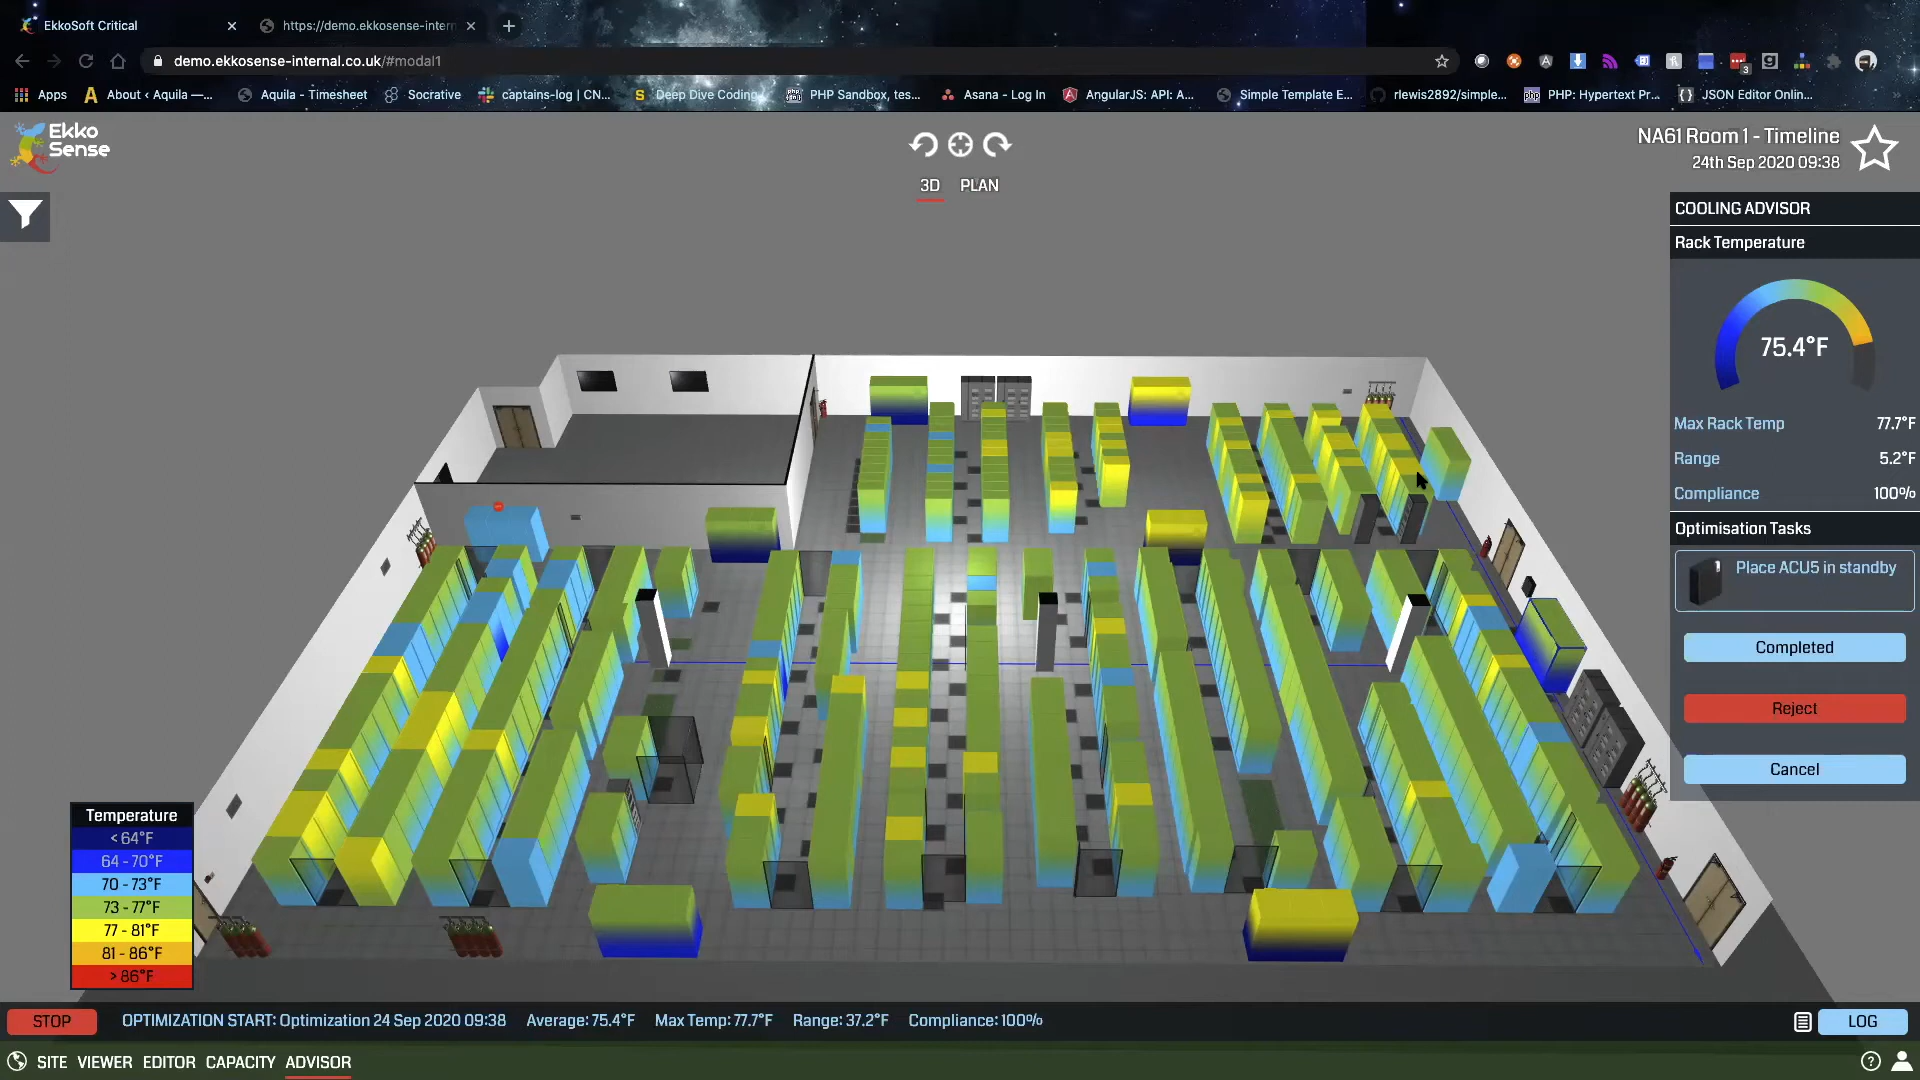 EkkoSoft Critical
https://demo.ekkosense-intern
demo.ekkosense-internal.co.uk/#modal1
Apps
About ‹ Aquila —...
Aquila - Timesheet
Socrative
captains-log | CN...
Deep Dive Coding
PHP Sandbox, tes...
Asana - Log In
AngularJS: API: A...
Simple Template E...
rlewis2892/simple...
PHP: Hypertext Pr...
JSON Editor Onlin...
Ekko
Sense
3D
PLAN
NA61 Room 1 - Timeline
24th Sep 2020 09:38
COOLING ADVISOR
Rack Temperature
75.4°F
Max Rack Temp 77.7°F
Range 5.2°F
Compliance 100%
Optimisation Tasks
Place ACU5 in standby
Completed
Reject
Cancel
Temperature
< 64°F
64 - 70°F
70 - 73°F
73 - 77°F
77 - 81°F
81 - 86°F
> 86°F
STOP
OPTIMIZATION START: Optimization 24 Sep 2020 09:38 Average: 75.4°F Max Temp: 77.7°F Range: 37.2°F Compliance: 100%
LOG
SITE VIEWER EDITOR CAPACITY ADVISOR